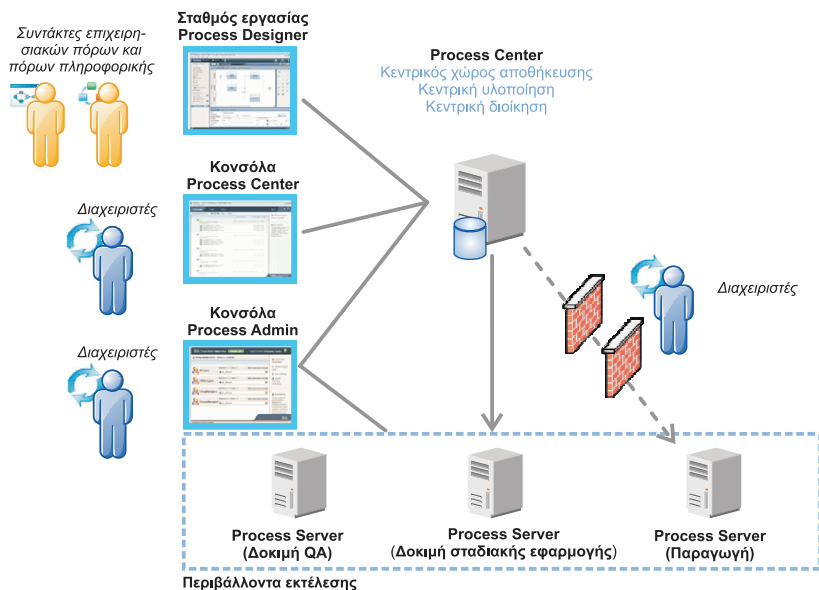 Συντάκτες επιχειρη-
σιακών πόρων και
πόρων πληροφορικής
Σταθμός εργασίας
Process Designer
Process Center
Κεντρικός χώρος αποθήκευσης
Κεντρική υλοποίηση
Κεντρική διοίκηση
Κονσόλα
Process Center
Διαχειριστές
Διαχειριστές
Κονσόλα
Process Admin
Διαχειριστές
Process Server
(Δοκιμή QA)
Process Server
(Δοκιμή σταδιακής εφαρμογής)
Process Server
(Παραγωγή)
Περιβάλλοντα εκτέλεσης